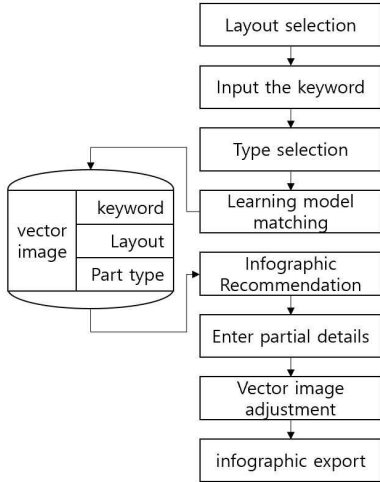 Layout selection
Input the keyword
Type selection
Learning model
matching
vector
image
keyword
Layout
Part type
Infographic
Recommendation
Enter partial details
Vector image
adjustment
infographic export